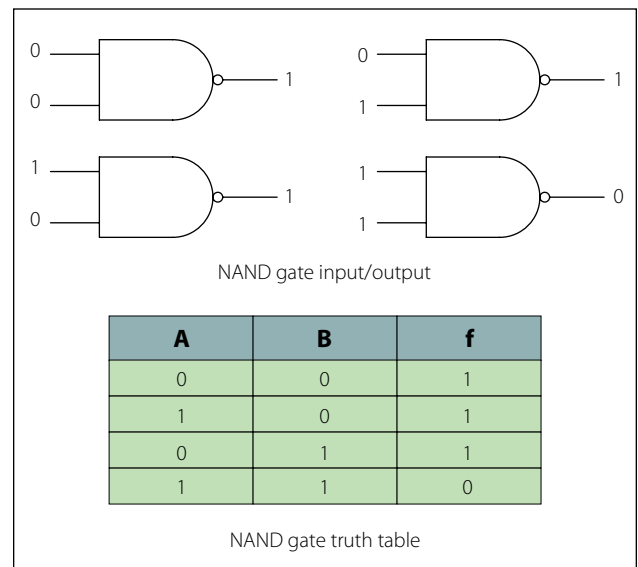 0 0
1 1
0 1
1 1
1 1
0 0
1
NAND gate input/output
A B f
0 0 1
1 0 1
0 1 1
1 1 0
NAND gate truth table